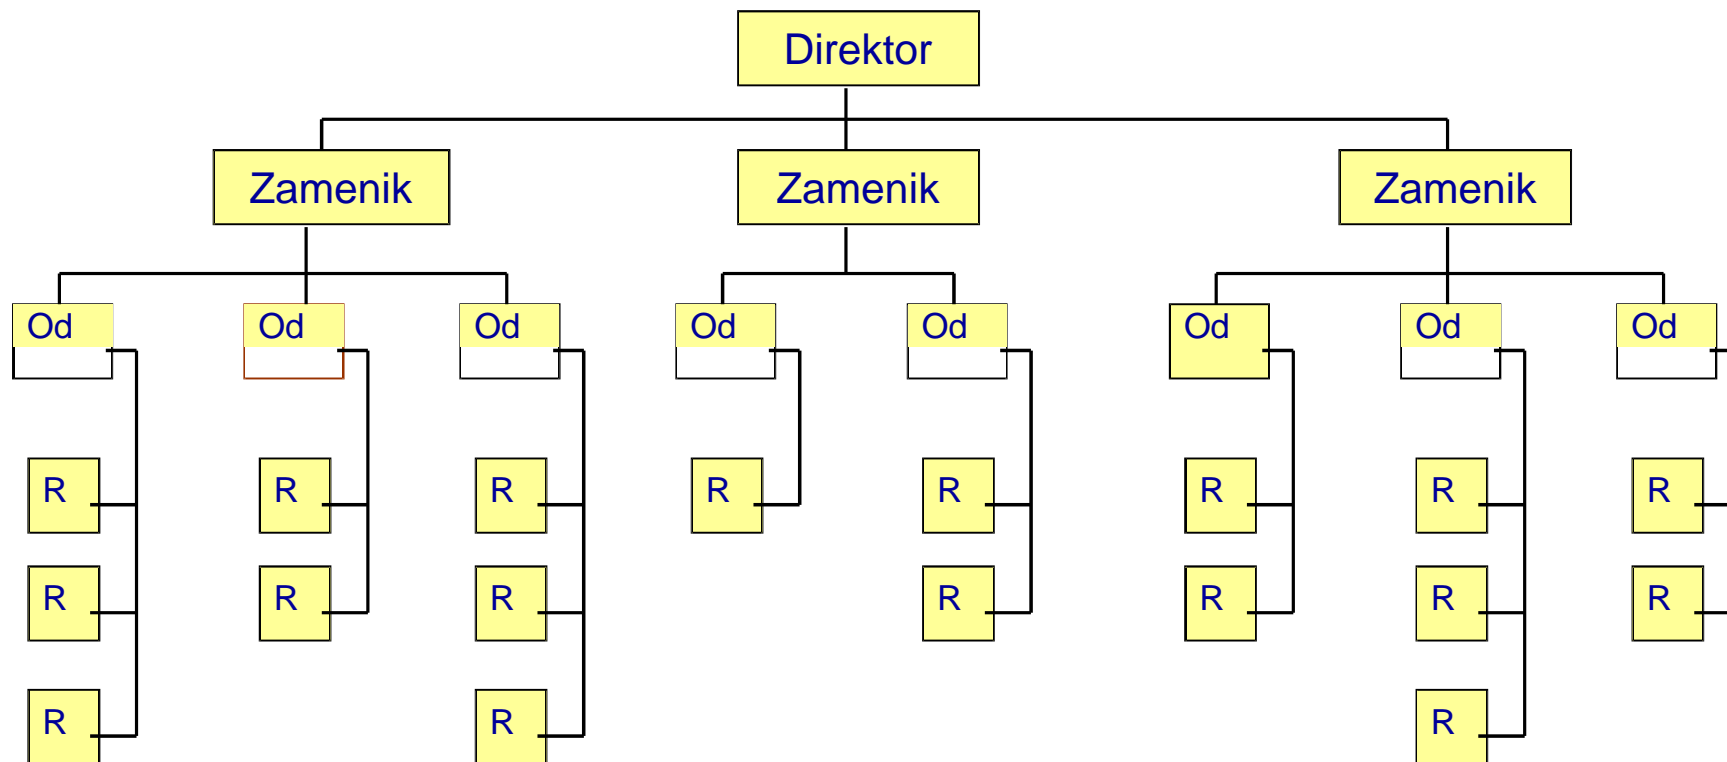 Direktor
Zamenik Zamenik Zamenik
Od Od Od Od Od Od Od Od
R R R R R R R R
R R R R R R R
R R R